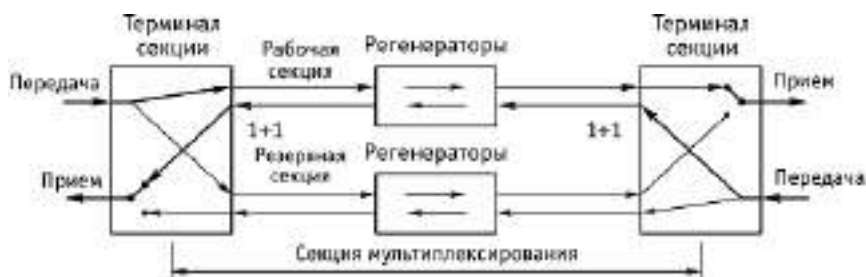 Терминал
секции
Рабочая
секция
Регенераторы
Терминал
секции
Передача
Прием
1+1
1+1
Резервная
секция
Регенераторы
Прием
Передача
Секция мультиплексирования